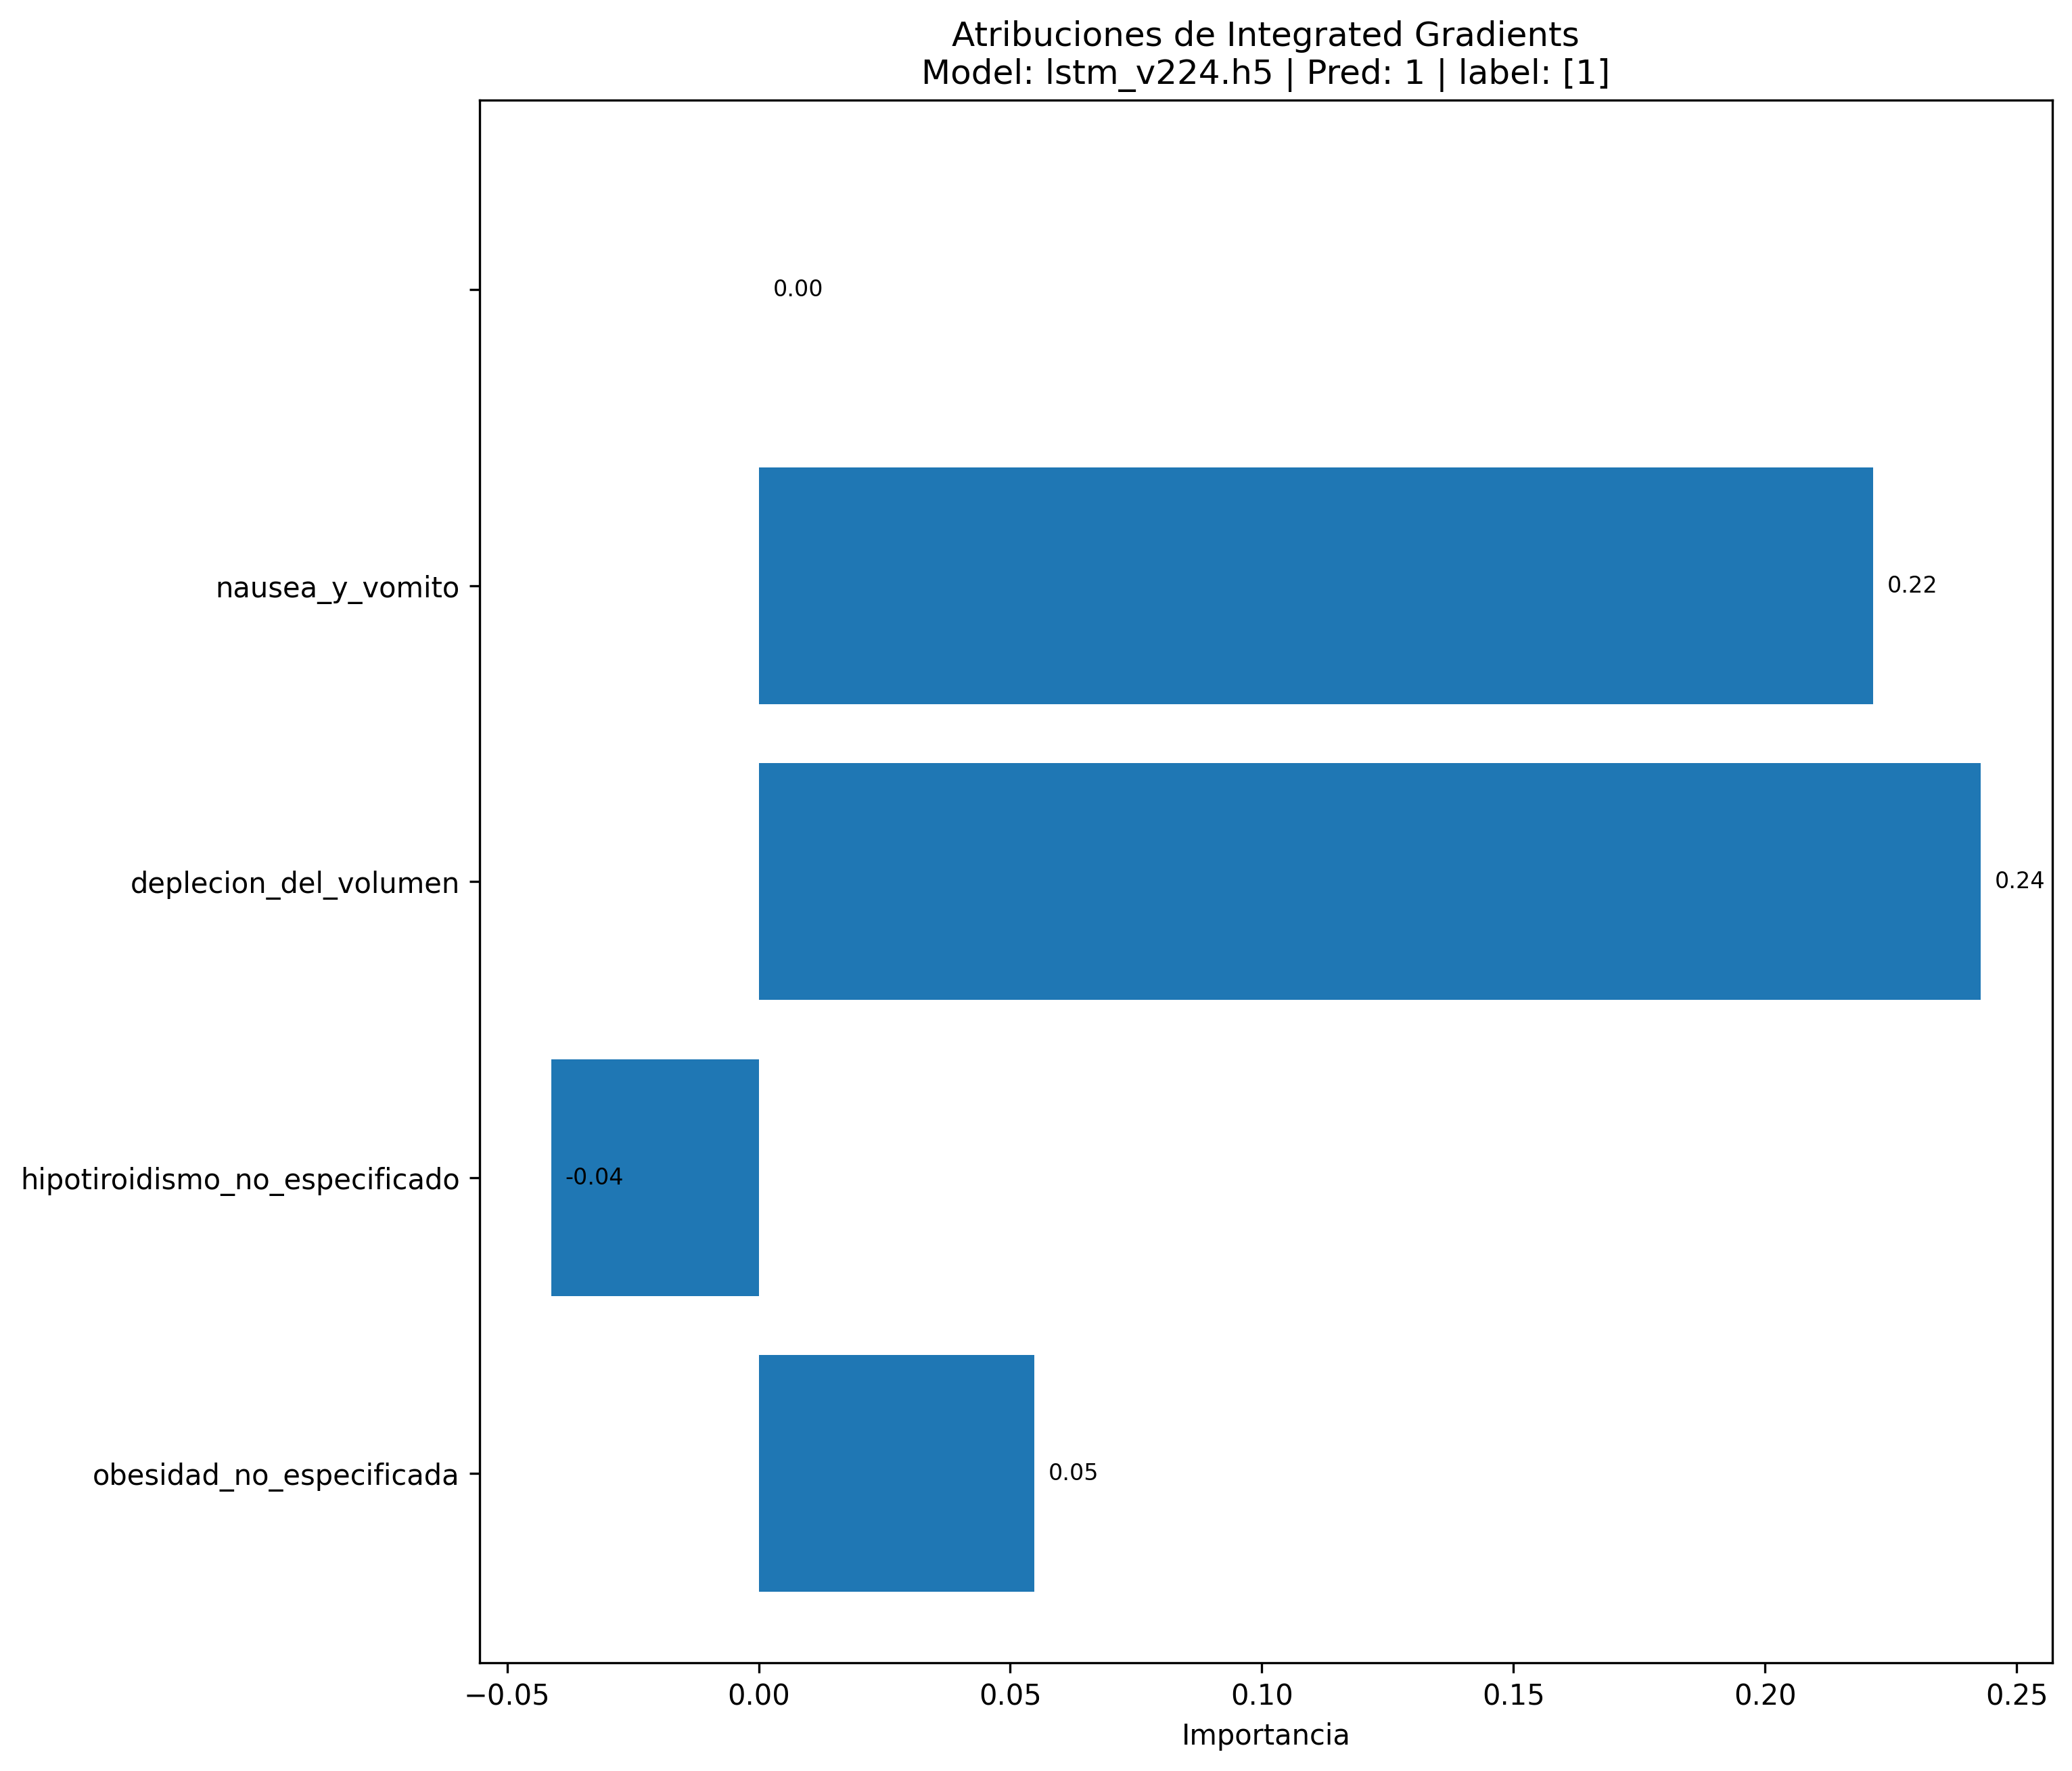 Atribuciones de Integrated Gradients
Model: lstm_v224.h5 | Pred: 1 | label: [1]
0.00
nausea_y_vomito
0.22
deplecion_del_volumen
0.24
hipotiroidismo_no_especificado
-0.04
obesidad_no_especificada
0.05
−0.05 0.00 0.05 0.10 0.15 0.20 0.25
Importancia